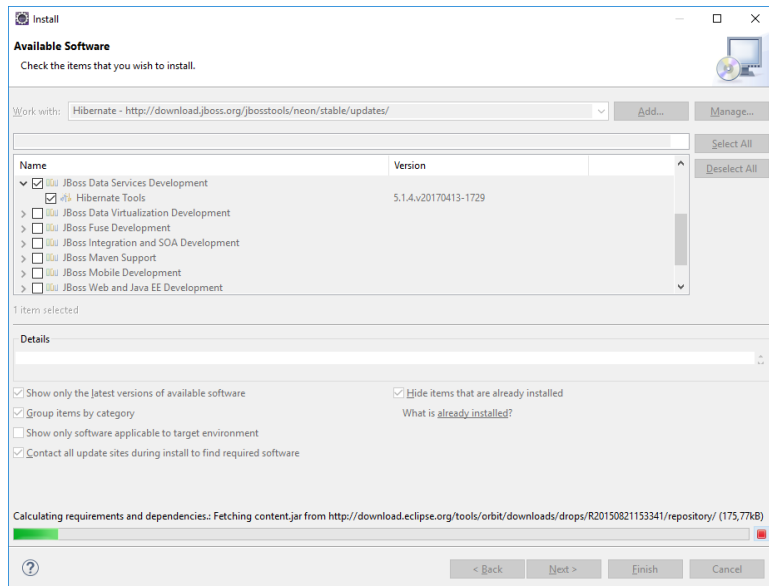 Install
Available Software
Check the items that you wish to install.
Work with: Hibernate - http://download.jboss.org/jbosstools/neon/stable/updates/ Add... Manage...
Select All
Name Version
Deselect All
JBoss Data Services Development
Hibernate Tools 5.1.4.v20170413-1729
JBoss Data Virtualization Development
JBoss Fuse Development
JBoss Integration and SOA Development
JBoss Maven Support
JBoss Mobile Development
JBoss Web and Java EE Development
1 item selected
Details
Show only the latest versions of available software Hide items that are already installed
Group items by category What is already installed?
Show only software applicable to target environment
Contact all update sites during install to find required software
Calculating requirements and dependencies.: Fetching content.jar from http://download.eclipse.org/tools/orbit/downloads/drops/R20150821153341/repository/ (175,77kB)
? < Back Next > Finish Cancel